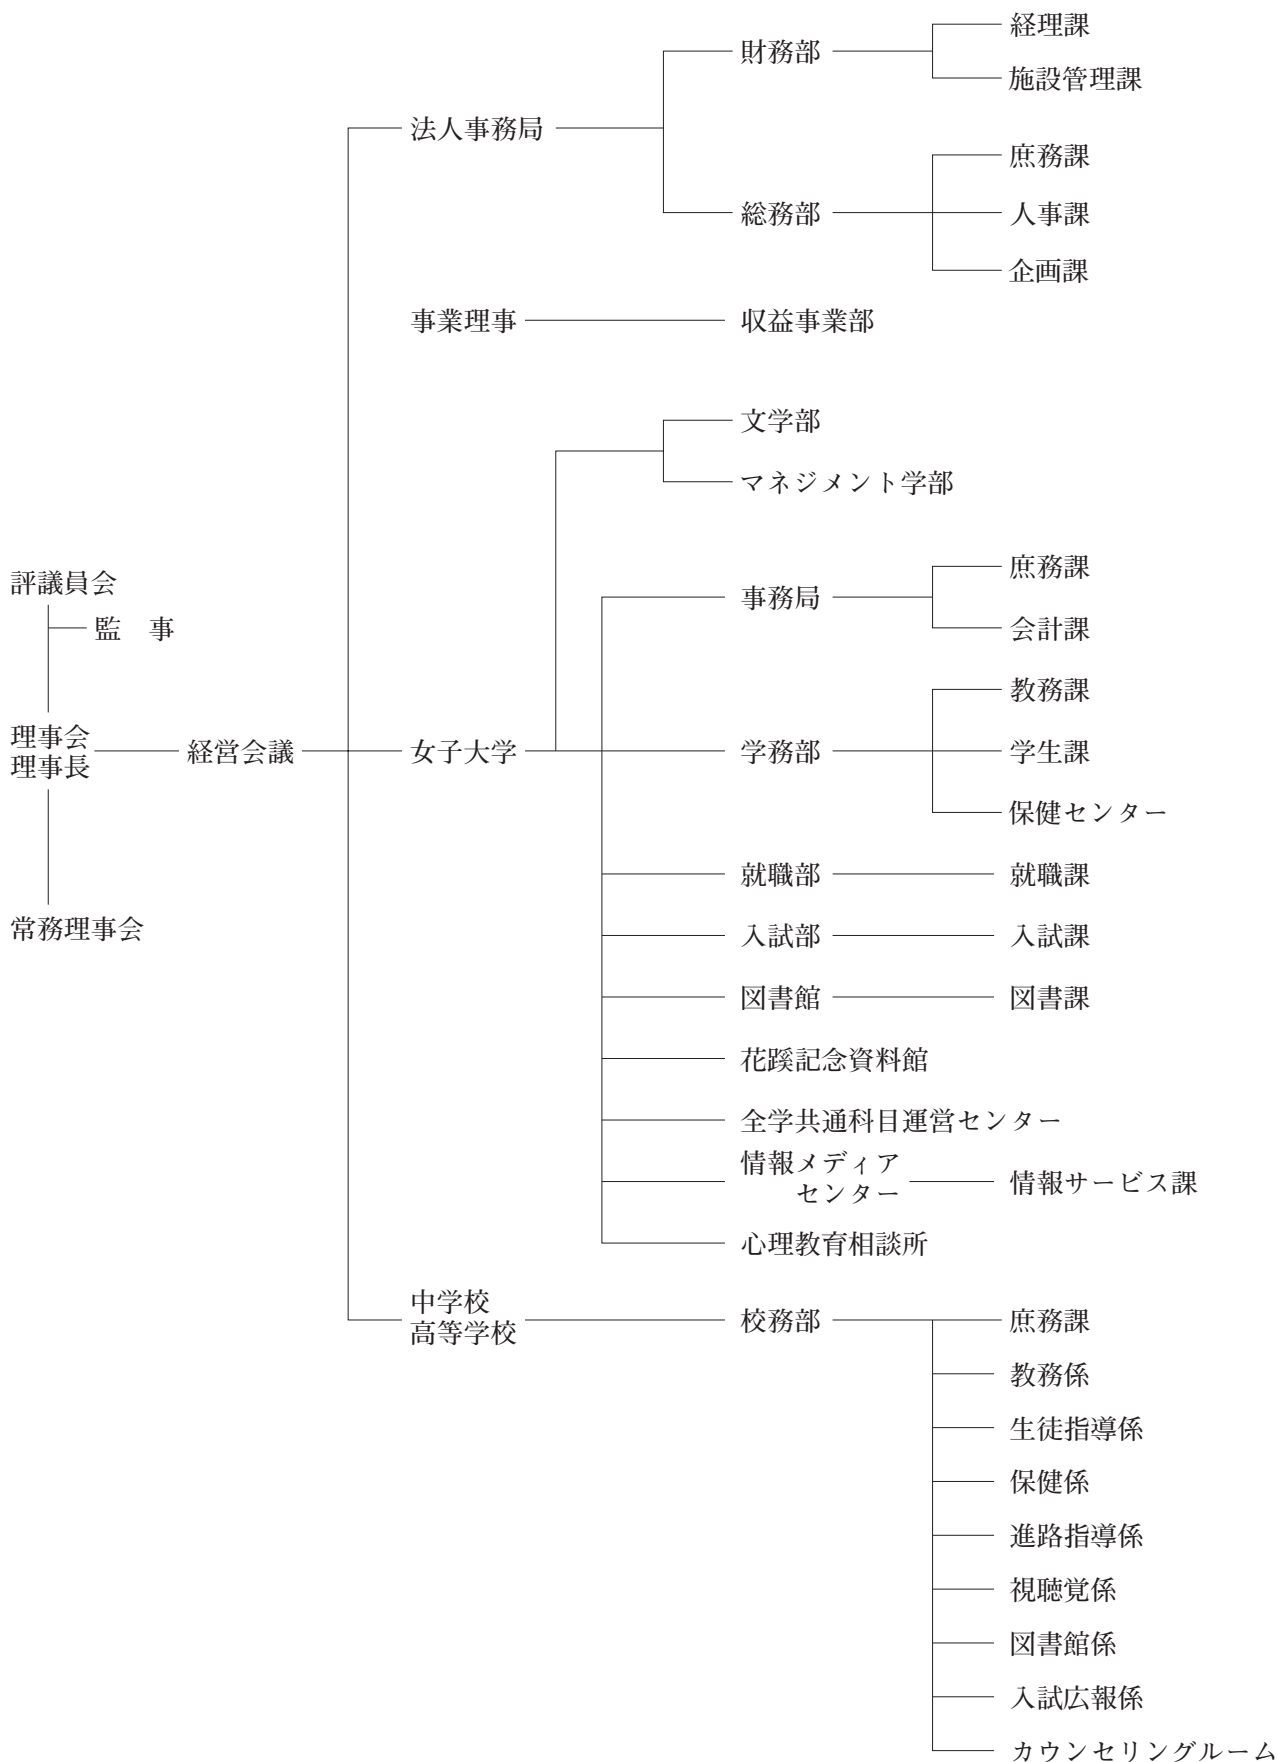 評議員会
監　事
理事会
理事長
常務理事会
経営会議
法人事務局
財務部
経理課
施設管理課
総務部
庶務課
人事課
企画課
事業理事
収益事業部
女子大学
文学部
マネジメント学部
事務局
庶務課
会計課
学務部
教務課
学生課
保健センター
就職部
就職課
入試部
入試課
図書館
図書課
花蹊記念資料館
全学共通科目運営センター
情報メディア
センター
情報サービス課
心理教育相談所
中学校
高等学校
校務部
庶務課
教務係
生徒指導係
保健係
進路指導係
視聴覚係
図書館係
入試広報係
カウンセリングルーム